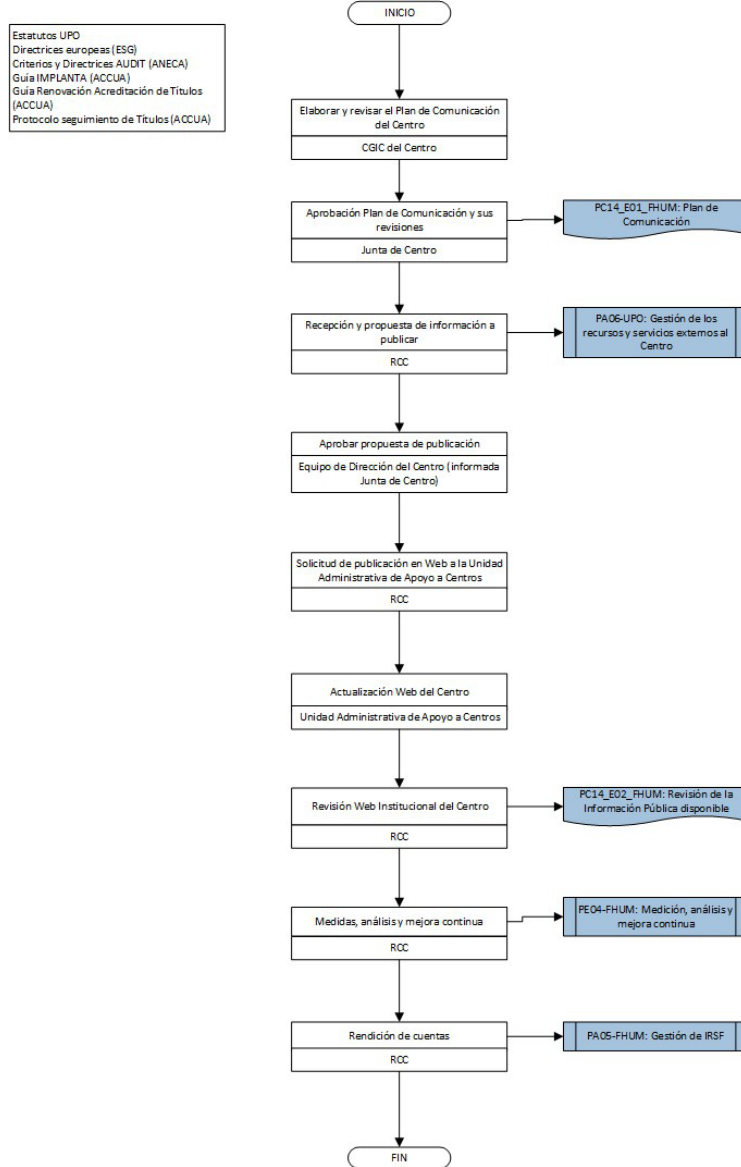 INICIO
Estatutos UPO
Directrices europeas (ESG)
Criterios y Directrices AUDIT (ANECA)
Guía IMPLANTA (ACCUA)
Guía Renovación Acreditación de Títulos
(ACCUA)
Protocolo seguimiento de Títulos (ACCUA)
Elaborar y revisar el Plan de Comunicación
del Centro
CGIC del Centro
Aprobación Plan de Comunicación y sus
revisiones
Junta de Centro
PC14_E01_FHUM: Plan de
Comunicación
Recepción y propuesta de información a
publicar
RCC
PA06-UPO: Gestión de los
recursos y servicios externos al
Centro
Aprobar propuesta de publicación
Equipo de Dirección del Centro (informada
Junta de Centro)
Solicitud de publicación en Web a la Unidad
Administrativa de Apoyo a Centros
RCC
Actualización Web del Centro
Unidad Administrativa de Apoyo a Centros
Revisión Web Institucional del Centro
RCC
PC14_E02_FHUM: Revisión de la
Información Pública disponible
Medidas, análisis y mejora continua
RCC
PE04-FHUM: Medición, análisis y
mejora continua
Rendición de cuentas
RCC
PA05-FHUM: Gestión de IRSF
FIN